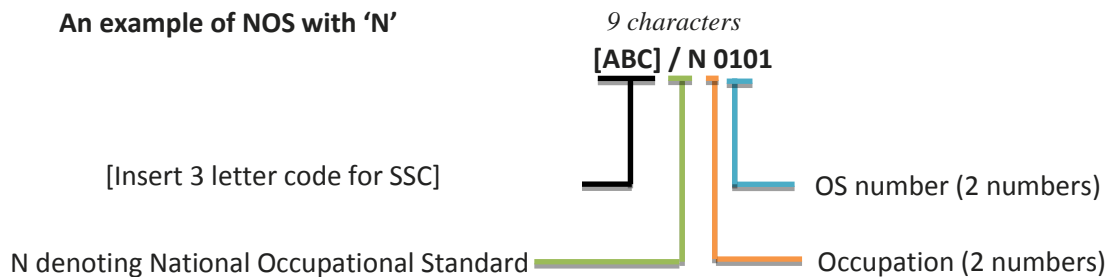 An example of NOS with ‘N’
9 characters
[ABC] / N 0101
[Insert 3 letter code for SSC]
OS number (2 numbers)
N denoting National Occupational Standard
Occupation (2 numbers)